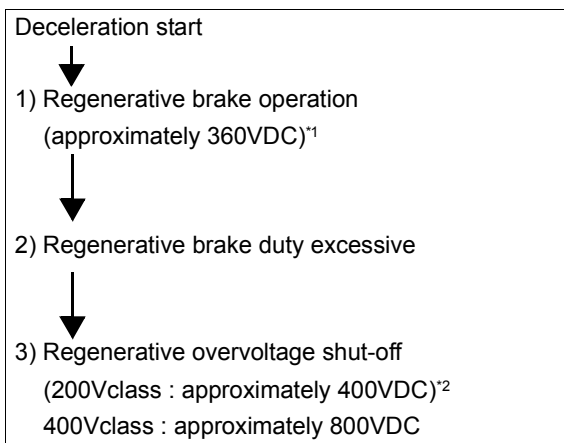 Deceleration start
1) Regenerative brake operation
(approximately 360VDC)*1
2) Regenerative brake duty excessive
3) Regenerative overvoltage shut-off
(200Vclass : approximately 400VDC)*2
400Vclass : approximately 800VDC